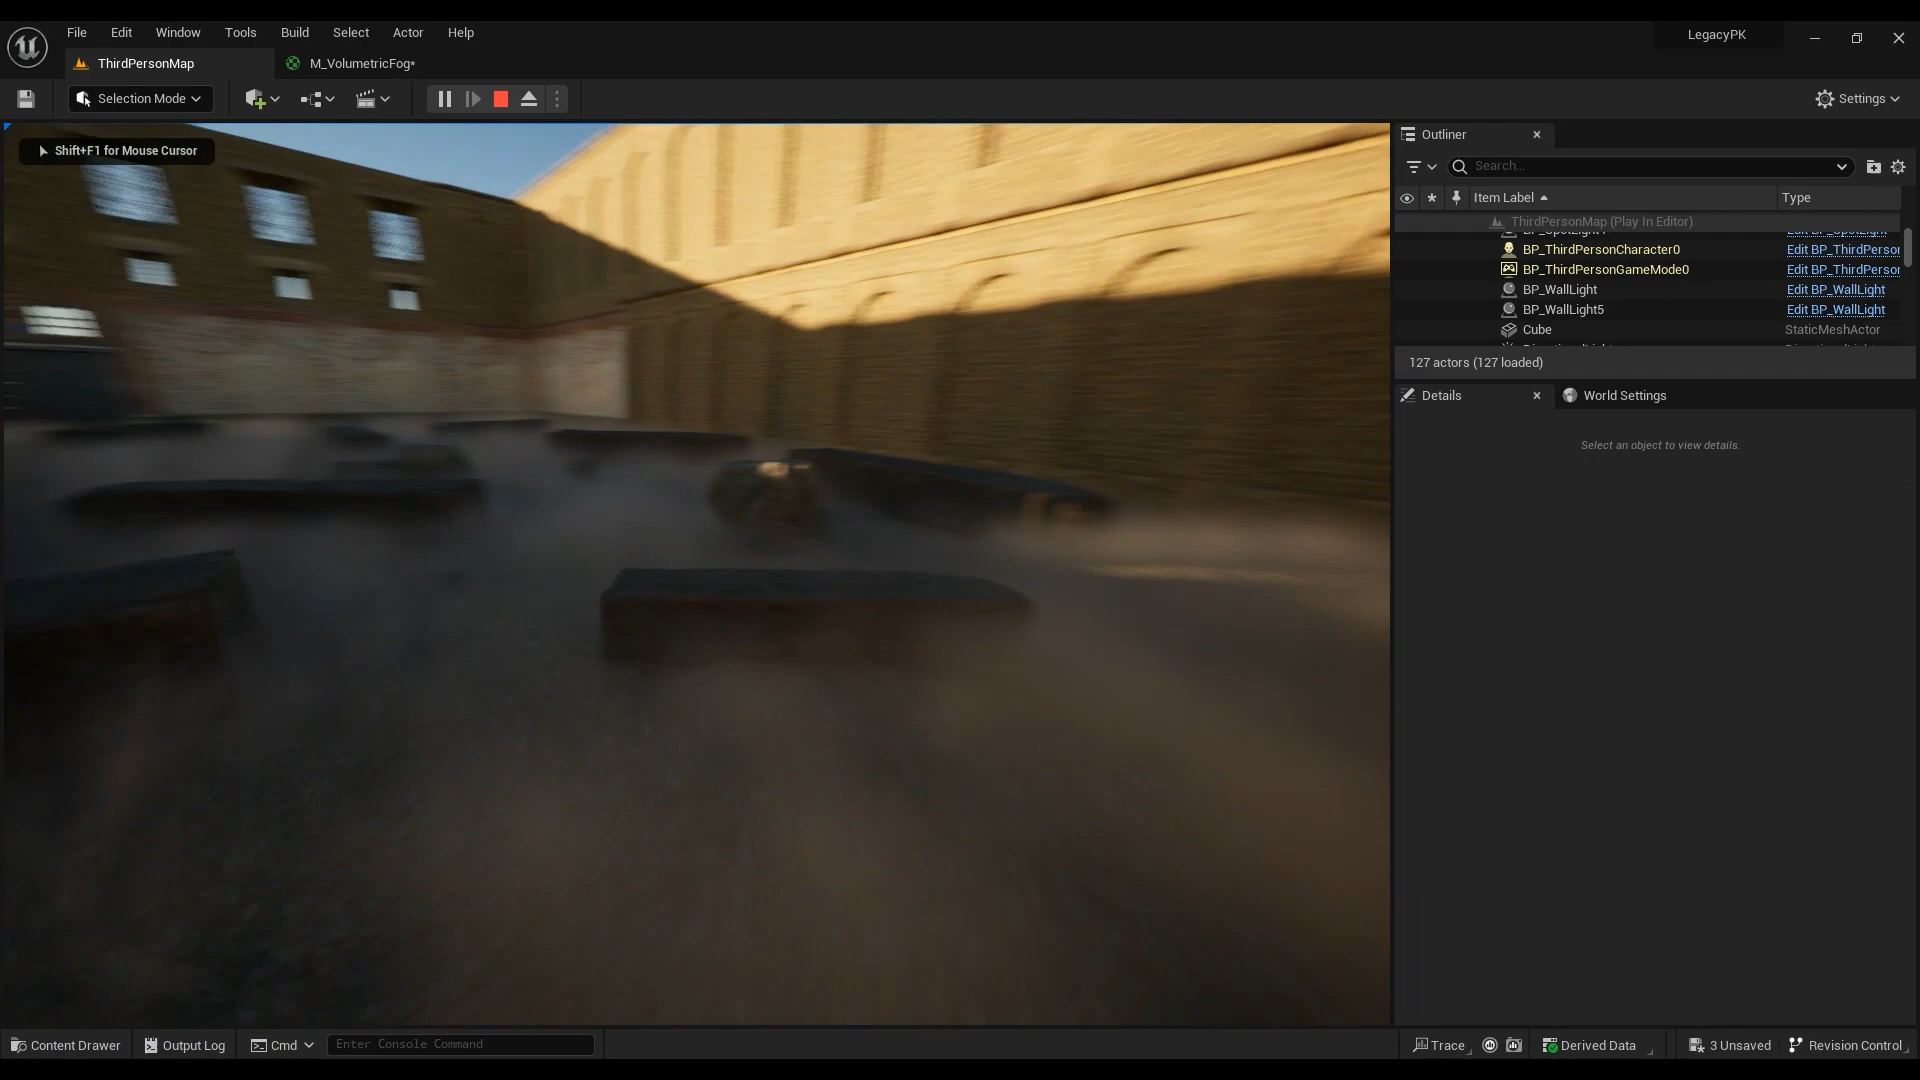 File Edit Window Tools Build Select Actor Help
LegacyPK
ThirdPersonMap
M_VolumetricFog*
Selection Mode
Settings
Shift+F1 for Mouse Cursor
Outliner
Search...
Item Label
Type
ThirdPersonMap (Play In Editor)
BP_ThirdPersonCharacter0 Edit BP_ThirdPerson
BP_ThirdPersonGameMode0 Edit BP_ThirdPerson
BP_WallLight Edit BP_WallLight
BP_WallLight5 Edit BP_WallLight
Cube StaticMeshActor
127 actors (127 loaded)
Details
World Settings
Select an object to view details.
Content Drawer
Output Log
Cmd
Enter Console Command
Trace
Derived Data
3 Unsaved
Revision Control